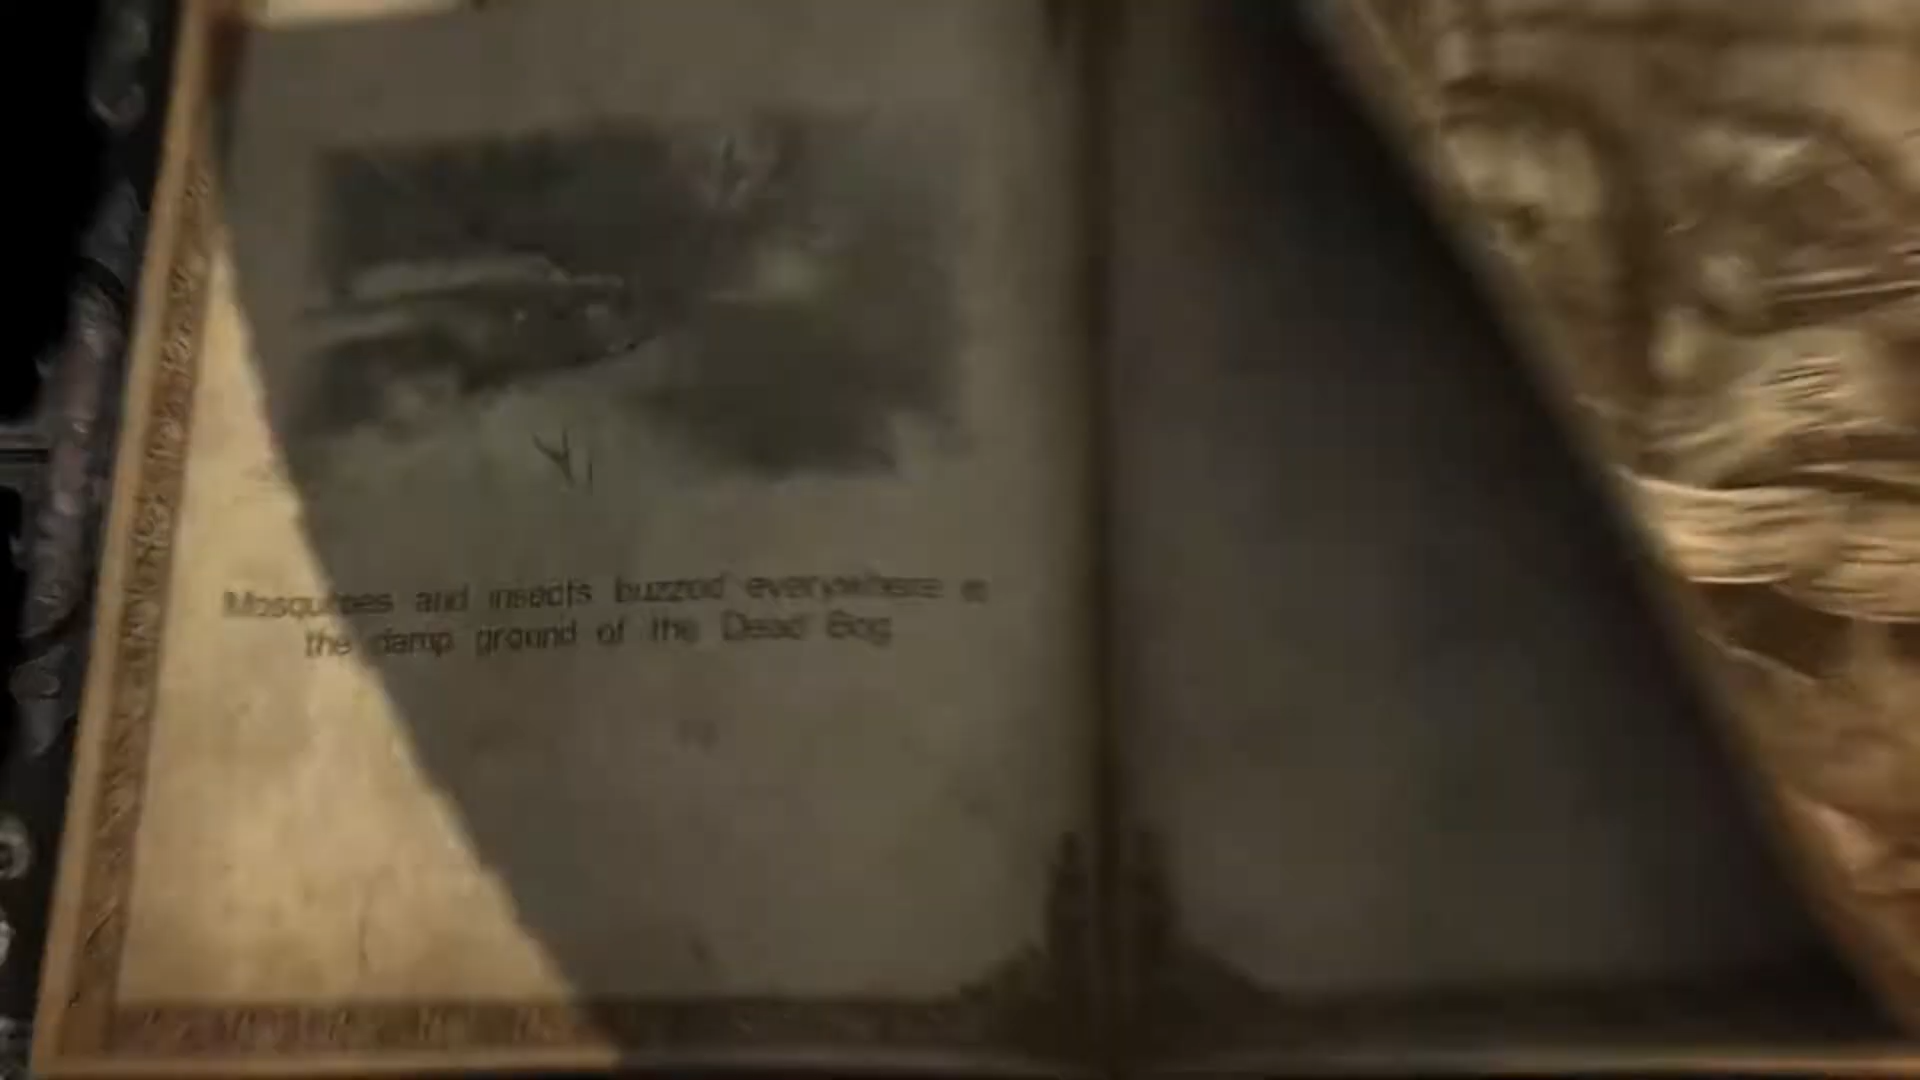 Mosquitoes and insects buzzed everywhere in
the damp ground of the Dead Bog